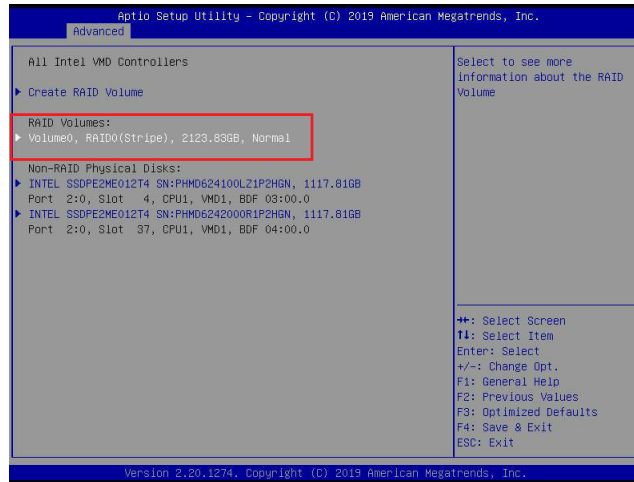 Aptio Setup Utility – Copyright (C) 2019 American Megatrends, Inc.
Advanced
All Intel VMD Controllers
Create RAID Volume
RAID Volumes:
Volume0, RAID0(Stripe), 2123.83GB, Normal
Non-RAID Physical Disks:
INTEL SSDPE2ME012T4 SN:PHMD624100LZ1P2HGN, 1117.81GB
Port 2:0, Slot 4, CPU1, VMD1, BDF 03:00.0
INTEL SSDPE2ME012T4 SN:PHMD6242000R1P2HGN, 1117.81GB
Port 2:0, Slot 37, CPU1, VMD1, BDF 04:00.0
Select to see more
information about the RAID
Volume
→←: Select Screen
↑↓: Select Item
Enter: Select
+/-: Change Opt.
F1: General Help
F2: Previous Values
F3: Optimized Defaults
F4: Save & Exit
ESC: Exit
Version 2.20.1274. Copyright (C) 2019 American Megatrends, Inc.